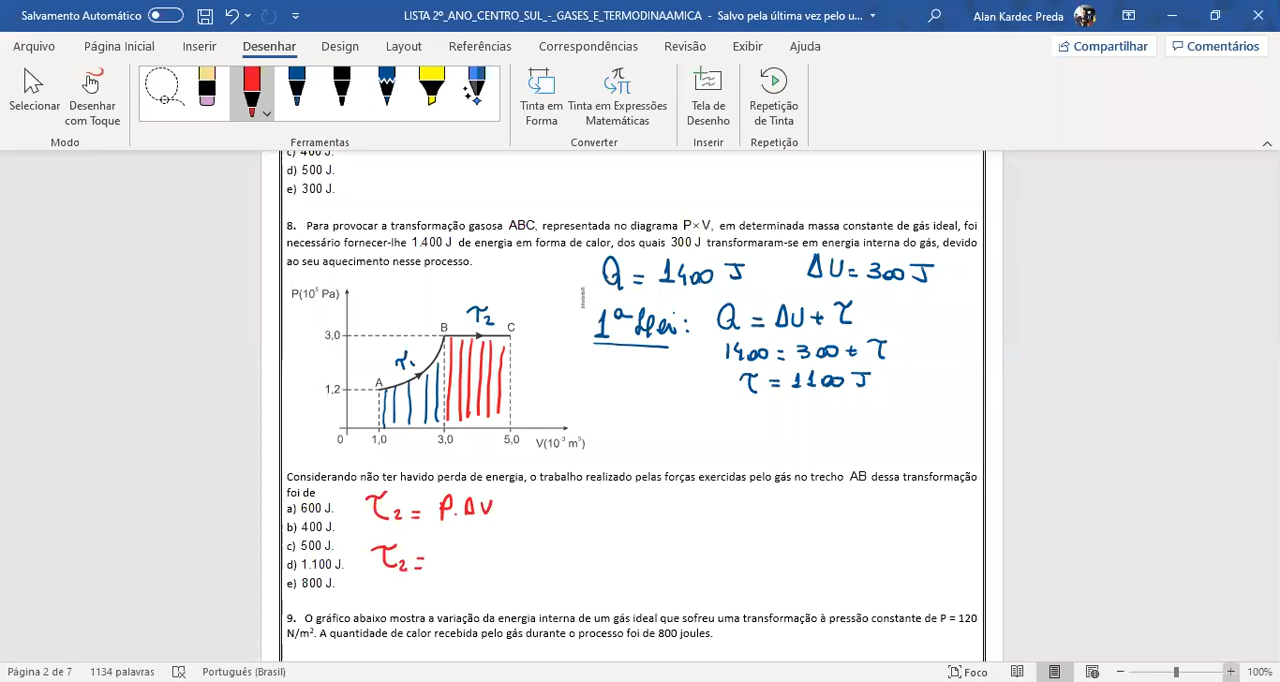 Salvamento Automático
LISTA 2º_ANO_CENTRO_SUL_-_GASES_E_TERMODINAAMICA - Salvo pela última vez pelo u...
Alan Kardec Preda
Arquivo Página Inicial Inserir Desenhar Design Layout Referências Correspondências Revisão Exibir Ajuda
Compartilhar Comentários
Selecionar
Desenhar com Toque
Tinta em Forma
Tinta em Expressões Matemáticas
Tela de Desenho
Repetição de Tinta
Modo Ferramentas Converter Inserir Repetição
c) 400 J.
d) 500 J.
e) 300 J.
8. Para provocar a transformação gasosa ABC, representada no diagrama P×V, em determinada massa constante de gás ideal, foi
necessário fornecer-lhe 1.400 J de energia em forma de calor, dos quais 300 J transformaram-se em energia interna do gás, devido
ao seu aquecimento nesse processo.
Q = 1400 J ΔU = 300 J
1ª Lei: Q = ΔU + τ
1400 = 300 + τ
τ = 1100 J
P(10⁵ Pa)
τ₂
B C
3,0
τ₁
A
1,2
0 1,0 3,0 5,0 V(10⁻³ m³)
Considerando não ter havido perda de energia, o trabalho realizado pelas forças exercidas pelo gás no trecho AB dessa transformação
foi de
a) 600 J.
b) 400 J.
c) 500 J.
d) 1.100 J.
e) 800 J.
τ₂ = P.ΔV
τ₂ =
9. O gráfico abaixo mostra a variação da energia interna de um gás ideal que sofreu uma transformação à pressão constante de P = 120
N/m². A quantidade de calor recebida pelo gás durante o processo foi de 800 joules.
Página 2 de 7 1134 palavras Português (Brasil) Foco 100%